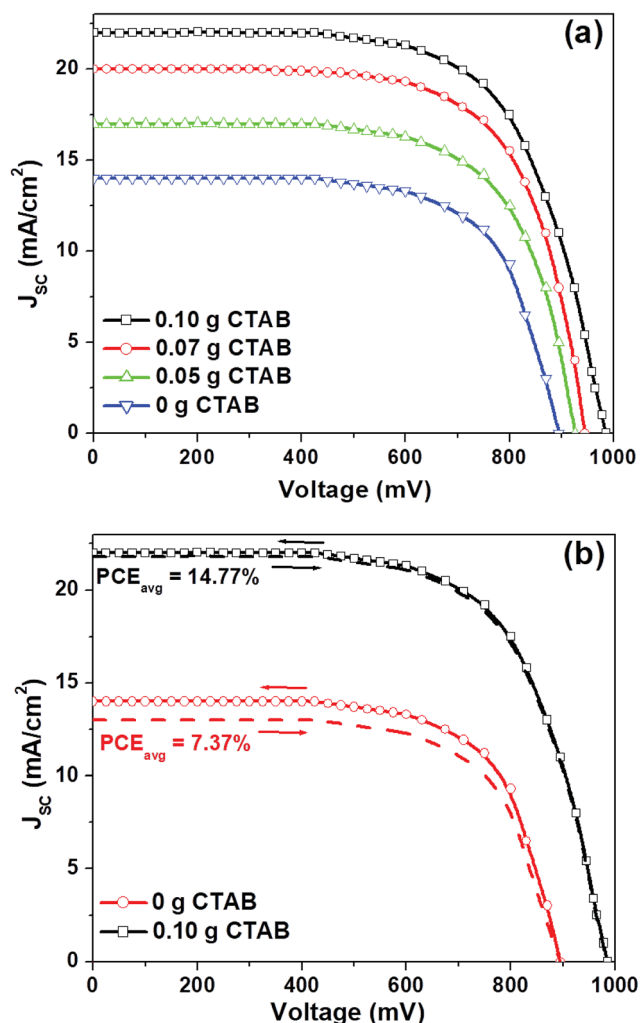 (a)
J_SC (mA/cm²)
20
15
10
5
0
0.10 g CTAB
0.07 g CTAB
0.05 g CTAB
0 g CTAB
0 200 400 600 800 1000
Voltage (mV)
(b)
J_SC (mA/cm²)
20
15
10
5
0
PCE_avg = 14.77%
PCE_avg = 7.37%
0 g CTAB
0.10 g CTAB
0 200 400 600 800 1000
Voltage (mV)